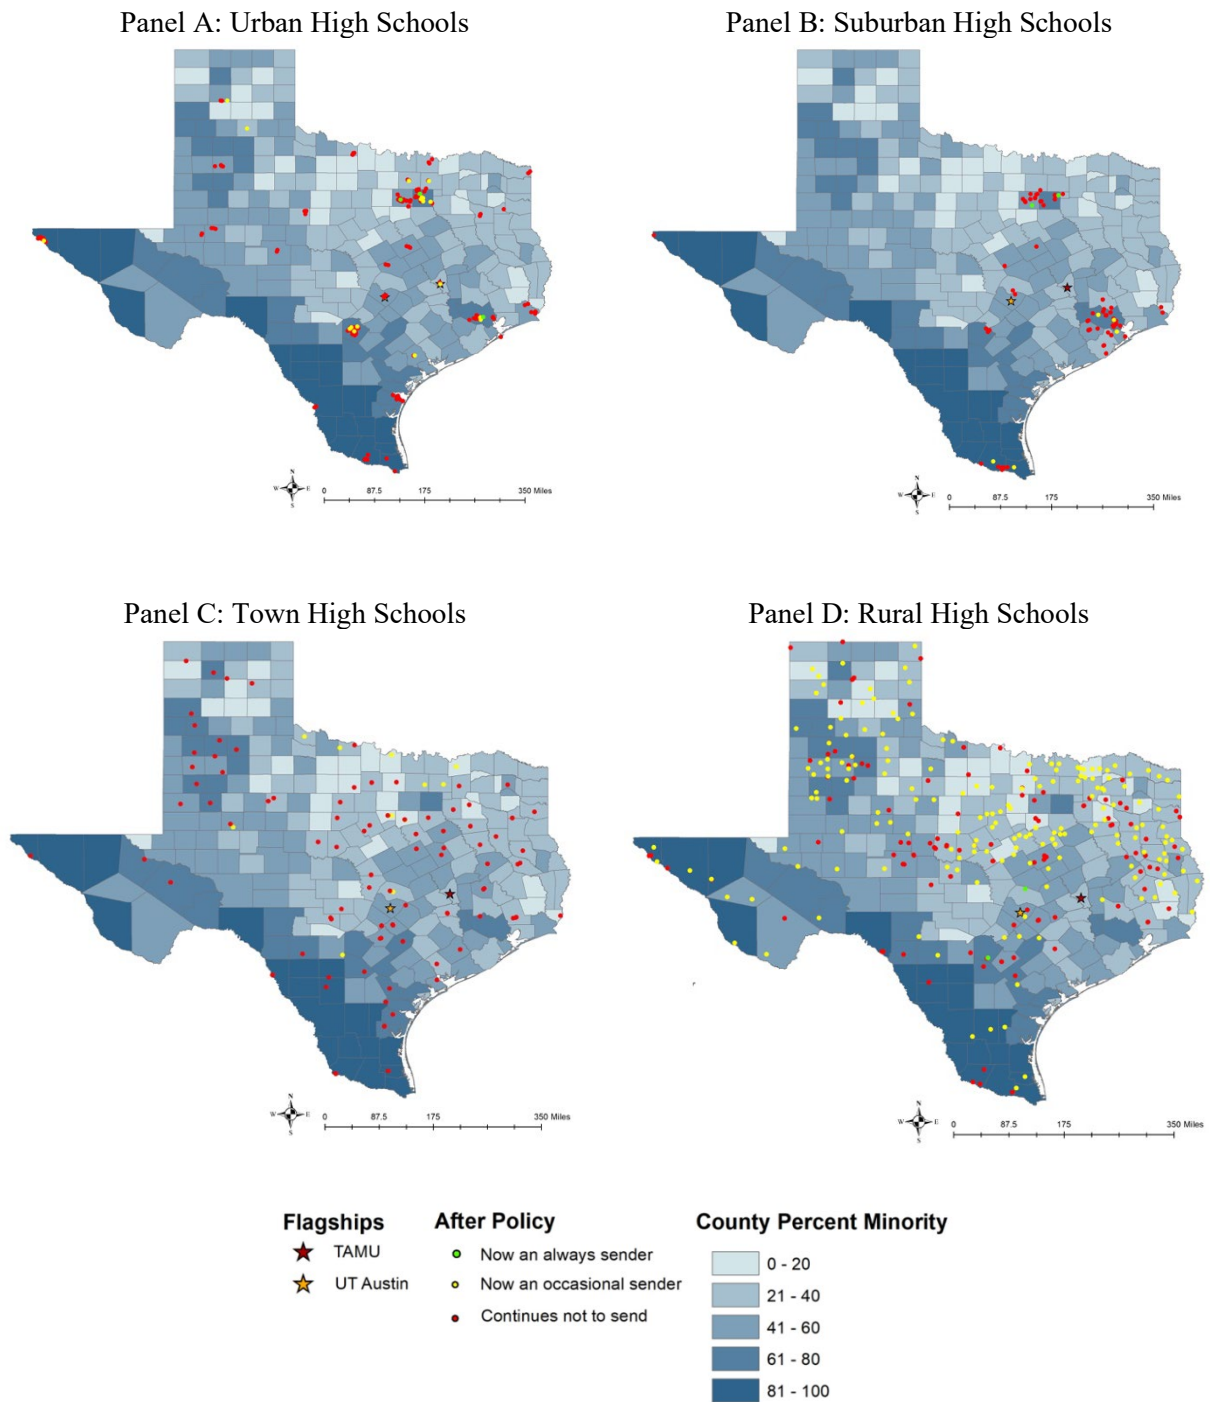 Panel A: Urban High Schools
Panel B: Suburban High Schools
N
W E
S
0 87.5 175 350 Miles
N
W E
S
0 87.5 175 350 Miles
Panel C: Town High Schools
Panel D: Rural High Schools
N
W E
S
0 87.5 175 350 Miles
N
W E
S
0 87.5 175 350 Miles
Flagships
TAMU
UT Austin
After Policy
Now an always sender
Now an occasional sender
Continues not to send
County Percent Minority
0 - 20
21 - 40
41 - 60
61 - 80
81 - 100